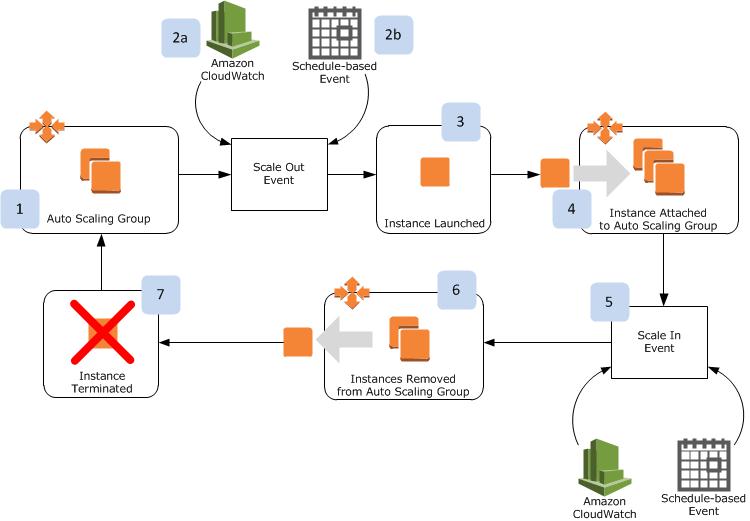 2a
Amazon
CloudWatch
Schedule-based
Event
2b
1
Auto Scaling Group
Scale Out
Event
3
Instance Launched
4
Instance Attached
to Auto Scaling Group
5
Scale In
Event
Amazon
CloudWatch
Schedule-based
Event
6
Instances Removed
from Auto Scaling Group
7
Instance
Terminated